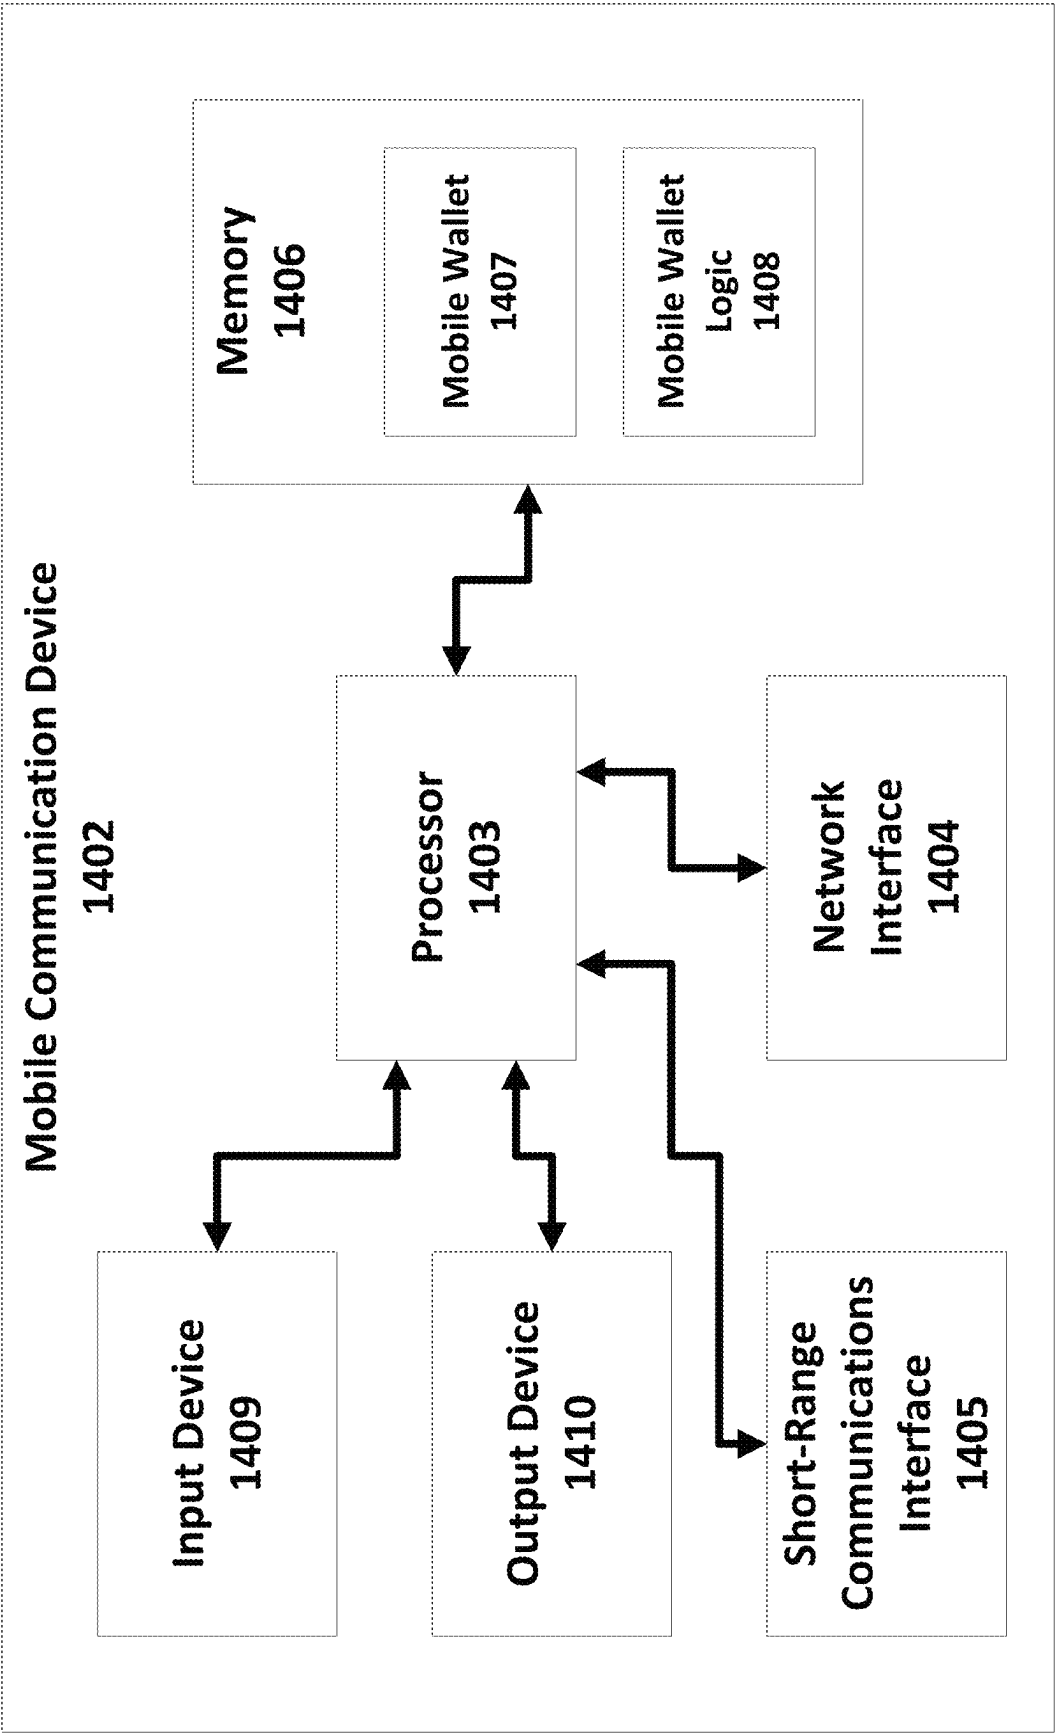 Mobile Communication Device
1402
Input Device
1409
Output Device
1410
Short-Range
Communications
Interface
1405
Processor
1403
Network
Interface
1404
Memory
1406
Mobile Wallet
1407
Mobile Wallet
Logic
1408